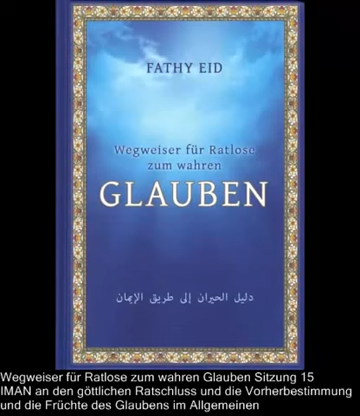 FATHY EID
Wegweiser für Ratlose
zum wahren
GLAUBEN
دليل الحيران إلى طريق الإيمان
Wegweiser für Ratlose zum wahren Glauben Sitzung 15
IMAN an den göttlichen Ratschluss und die Vorherbestimmung
und die Früchte des Glaubens im Allgemeinen